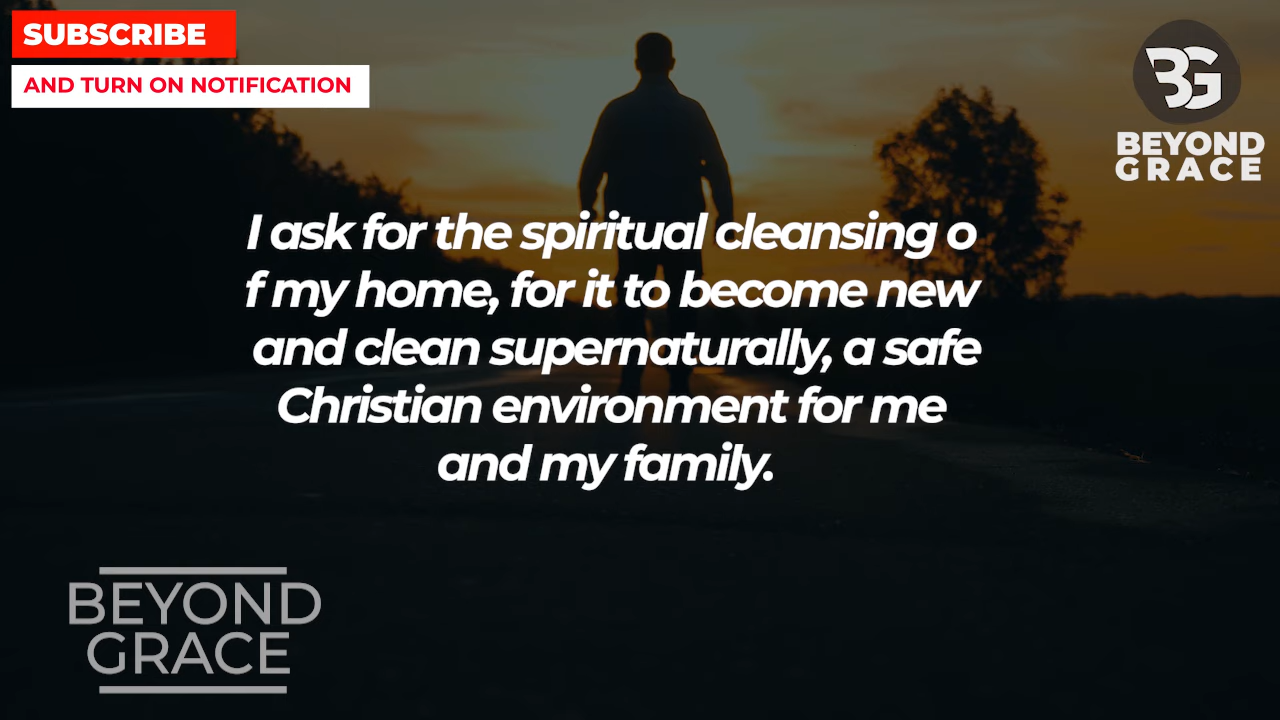 SUBSCRIBE
AND TURN ON NOTIFICATION
BG
BEYOND
GRACE
I ask for the spiritual cleansing o
f my home, for it to become new
and clean supernaturally, a safe
Christian environment for me
and my family.
BEYOND
GRACE